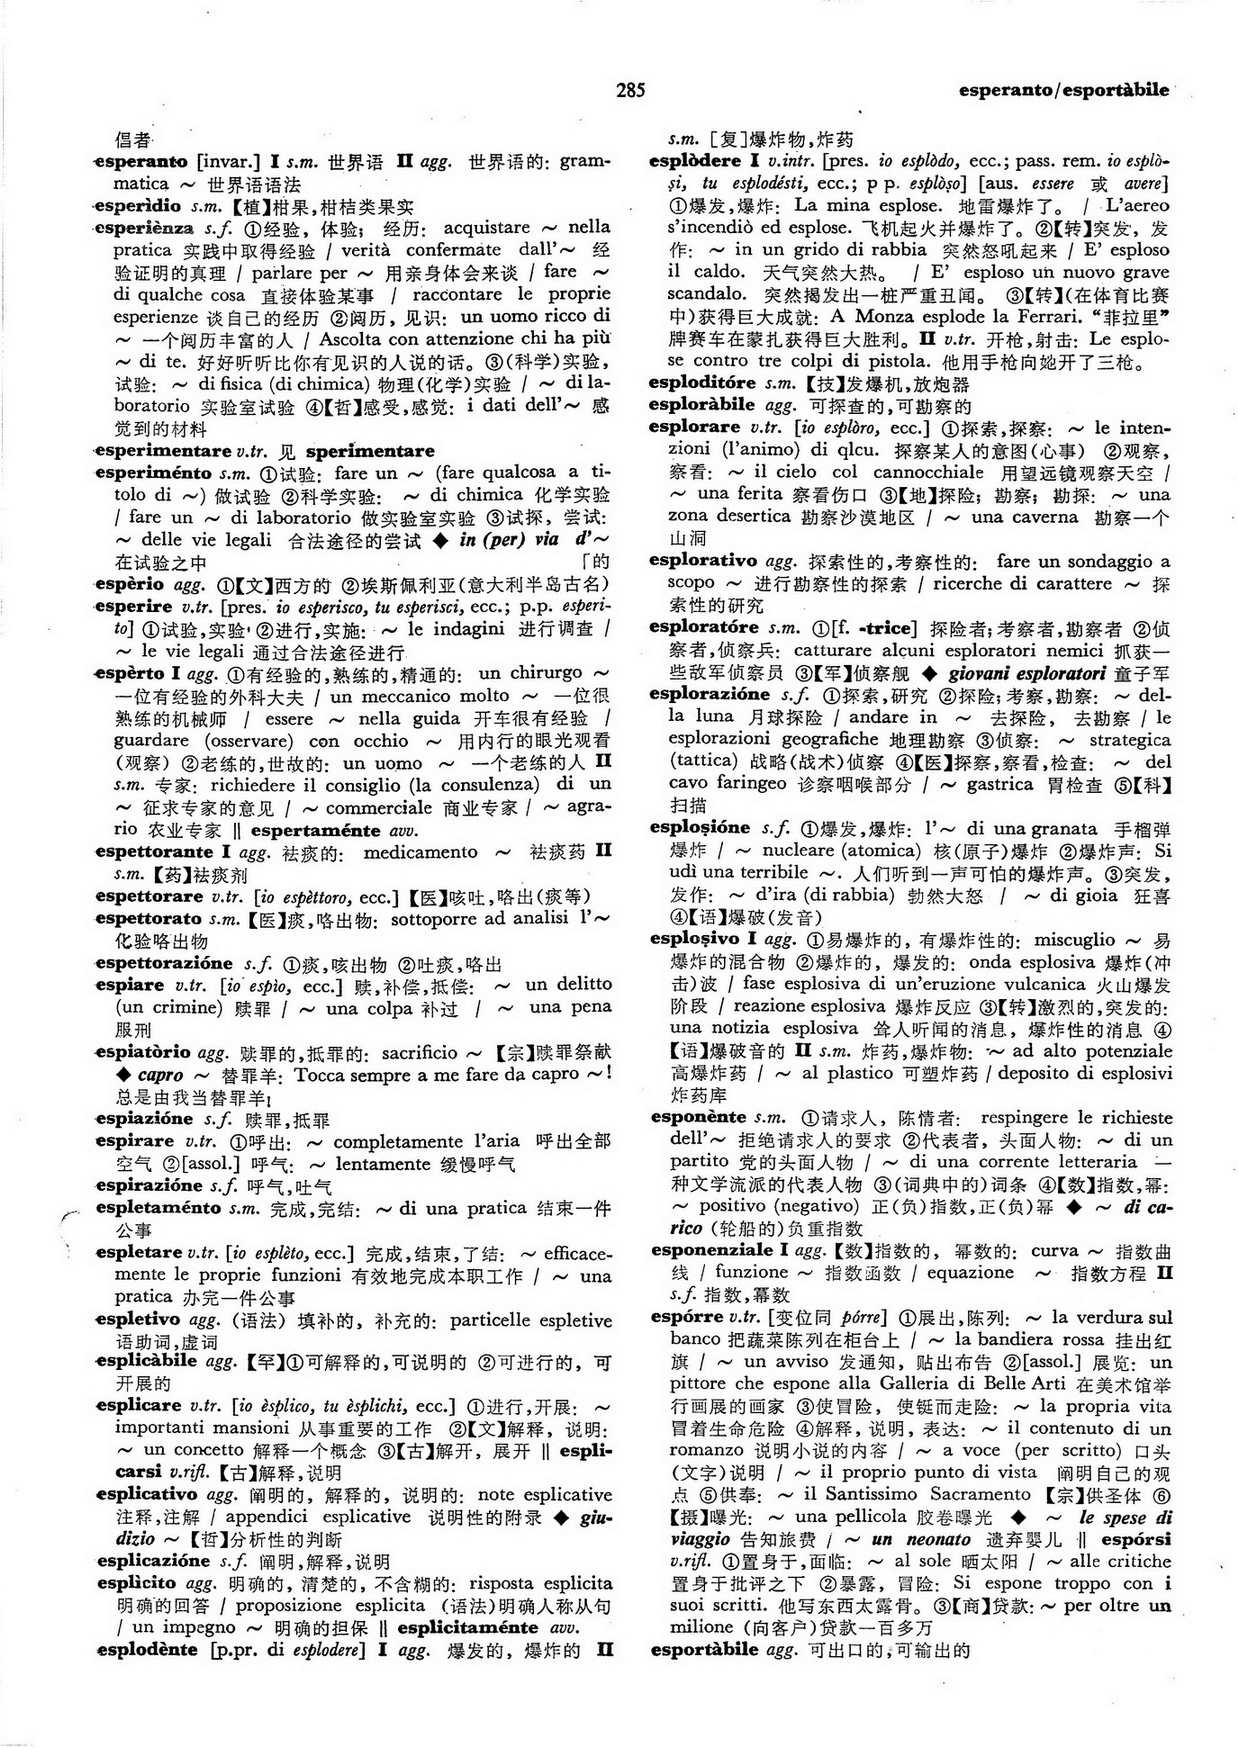 285
esperanto/esportàbile
倡者
esperanto [invar.] I s.m. 世界语 II agg. 世界语的: gram-
matica ～ 世界语语法
esperìdio s.m.【植】柑果,柑桔类果实
esperiènza s.f. ①经验, 体验; 经历: acquistare ～ nella
pratica 实践中取得经验 / verità confermate dall'～ 经
验证明的真理 / parlare per ～ 用亲身体会来谈 / fare ～
di qualche cosa 直接体验某事 / raccontare le proprie
esperienze 谈自己的经历 ②阅历, 见识: un uomo ricco di
～ 一个阅历丰富的人 / Ascolta con attenzione chi ha più
～ di te. 好好听听比你有见识的人说的话。③(科学)实验,
试验: ～ di fisica (di chimica) 物理(化学)实验 / ～ di la-
boratorio 实验室试验 ④【哲】感受,感觉: i dati dell'～ 感
觉到的材料
esperimentare v.tr. 见 sperimentare
esperiménto s.m. ①试验: fare un ～ (fare qualcosa a ti-
tolo di ～) 做试验 ②科学实验: ～ di chimica 化学实验
/ fare un ～ di laboratorio 做实验室实验 ③试探, 尝试:
～ delle vie legali 合法途径的尝试 ◆ in (per) via d'～
在试验之中 「的
espèrio agg. ①【文】西方的 ②埃斯佩利亚(意大利半岛古名)
esperire v.tr. [pres. io esperisco, tu esperisci, ecc.; p.p. esperi-
to] ①试验,实验 ②进行,实施: ～ le indagini 进行调查 /
～ le vie legali 通过合法途径进行
espèrto I agg. ①有经验的,熟练的,精通的: un chirurgo ～
一位有经验的外科大夫 / un meccanico molto ～ 一位很
熟练的机械师 / essere ～ nella guida 开车很有经验 /
guardare (osservare) con occhio ～ 用内行的眼光观看
(观察) ②老练的,世故的: un uomo ～ 一个老练的人 II
s.m. 专家: richiedere il consiglio (la consulenza) di un
～ 征求专家的意见 / ～ commerciale 商业专家 / ～ agra-
rio 农业专家 ‖ espertaménte avv.
espettorante I agg. 祛痰的: medicamento ～ 祛痰药 II
s.m.【药】祛痰剂
espettorare v.tr. [io espèttoro, ecc.]【医】咳吐,咯出(痰等)
espettorato s.m.【医】痰,咯出物: sottoporre ad analisi l'～
化验咯出物
espettorazióne s.f. ①痰,咳出物 ②吐痰,咯出
espiare v.tr. [io espìo, ecc.] 赎,补偿,抵偿: ～ un delitto
(un crimine) 赎罪 / ～ una colpa 补过 / ～ una pena
服刑
espiatòrio agg. 赎罪的,抵罪的: sacrificio ～【宗】赎罪祭献
◆ capro ～ 替罪羊: Tocca sempre a me fare da capro ～!
总是由我当替罪羊!
espiazióne s.f. 赎罪,抵罪
espirare v.tr. ①呼出: ～ completamente l'aria 呼出全部
空气 ②[assol.] 呼气: ～ lentamente 缓慢呼气
espirazióne s.f. 呼气,吐气
espletaménto s.m. 完成,完结: ～ di una pratica 结束一件
公事
espletare v.tr. [io esplèto, ecc.] 完成,结束,了结: ～ efficace-
mente le proprie funzioni 有效地完成本职工作 / ～ una
pratica 办完一件公事
espletivo agg. (语法) 填补的, 补充的: particelle espletive
语助词,虚词
esplicàbile agg.【罕】①可解释的,可说明的 ②可进行的, 可
开展的
esplicare v.tr. [io èsplico, tu èsplichi, ecc.] ①进行,开展: ～
importanti mansioni 从事重要的工作 ②【文】解释, 说明:
～ un concetto 解释一个概念 ③【古】解开, 展开 ‖ espli-
carsi v.rifl.【古】解释,说明
esplicativo agg. 阐明的, 解释的, 说明的: note esplicative
注释,注解 / appendici esplicative 说明性的附录 ◆ giu-
dizio ～【哲】分析性的判断
esplicazióne s.f. 阐明,解释,说明
esplìcito agg. 明确的, 清楚的, 不含糊的: risposta esplicita
明确的回答 / proposizione esplicita (语法)明确人称从句
/ un impegno ～ 明确的担保 ‖ esplicitaménte avv.
esplodènte [p.pr. di esplodere] I agg. 爆发的, 爆炸的 II
s.m. [复]爆炸物,炸药
esplòdere I v.intr. [pres. io esplòdo, ecc.; pass. rem. io esplò-
și, tu esplodésti, ecc.; p p. esplòșo] [aus. essere 或 avere]
①爆发,爆炸: La mina esplose. 地雷爆炸了。 / L'aereo
s'incendiò ed esplose. 飞机起火并爆炸了。②【转】突发, 发
作: ～ in un grido di rabbia 突然怒吼起来 / E' esploso
il caldo. 天气突然大热。 / E' esploso un nuovo grave
scandalo. 突然揭发出一桩严重丑闻。 ③【转】(在体育比赛
中)获得巨大成就: A Monza esplode la Ferrari. “菲拉里”
牌赛车在蒙扎获得巨大胜利。II v.tr. 开枪,射击: Le esplo-
se contro tre colpi di pistola. 他用手枪向她开了三枪。
esploditóre s.m.【技】发爆机,放炮器
esploràbile agg. 可探查的,可勘察的
esplorare v.tr. [io esplòro, ecc.] ①探索,探察: ～ le inten-
zioni (l'animo) di qlcu. 探察某人的意图(心事) ②观察,
察看: ～ il cielo col cannocchiale 用望远镜观察天空 /
～ una ferita 察看伤口 ③【地】探险; 勘察; 勘探: ～ una
zona desertica 勘察沙漠地区 / ～ una caverna 勘察一个
山洞
esplorativo agg. 探索性的,考察性的: fare un sondaggio a
scopo ～ 进行勘察性的探索 / ricerche di carattere ～ 探
索性的研究
esploratóre s.m. ①[f. -trice] 探险者;考察者,勘察者 ②侦
察者,侦察兵: catturare alcuni esploratori nemici 抓获一
些敌军侦察员 ③【军】侦察舰 ◆ giovani esploratori 童子军
esplorazióne s.f. ①探索,研究 ②探险;考察,勘察: ～ del-
la luna 月球探险 / andare in ～ 去探险, 去勘察 / le
esplorazioni geografiche 地理勘察 ③侦察: ～ strategica
(tattica) 战略(战术)侦察 ④【医】探察,察看,检查: ～ del
cavo faringeo 诊察咽喉部分 / ～ gastrica 胃检查 ⑤【科】
扫描
esploșióne s.f. ①爆发,爆炸: l'～ di una granata 手榴弹
爆炸 / ～ nucleare (atomica) 核(原子)爆炸 ②爆炸声: Si
udì una terribile ～. 人们听到一声可怕的爆炸声。③突发,
发作: ～ d'ira (di rabbia) 勃然大怒 / ～ di gioia 狂喜
④【语】爆破(发音)
esploșivo I agg. ①易爆炸的, 有爆炸性的: miscuglio ～ 易
爆炸的混合物 ②爆炸的, 爆发的: onda esplosiva 爆炸(冲
击)波 / fase esplosiva di un'eruzione vulcanica 火山爆发
阶段 / reazione esplosiva 爆炸反应 ③【转】激烈的,突发的:
una notizia esplosiva 耸人听闻的消息, 爆炸性的消息 ④
【语】爆破音的 II s.m. 炸药,爆炸物: ～ ad alto potenziale
高爆炸药 / ～ al plastico 可塑炸药 / deposito di esplosivi
炸药库
esponènte s.m. ①请求人, 陈情者: respingere le richieste
dell'～ 拒绝请求人的要求 ②代表者, 头面人物: ～ di un
partito 党的头面人物 / ～ di una corrente letteraria 一
种文学流派的代表人物 ③(词典中的)词条 ④【数】指数,幂:
～ positivo (negativo) 正(负)指数,正(负)幂 ◆ ～ di ca-
rico (轮船的)负重指数
esponenziale I agg.【数】指数的, 幂数的: curva ～ 指数曲
线 / funzione ～ 指数函数 / equazione ～ 指数方程 II
s.f. 指数,幂数
espórre v.tr. [变位同 pórre] ①展出,陈列: ～ la verdura sul
banco 把蔬菜陈列在柜台上 / ～ la bandiera rossa 挂出红
旗 / ～ un avviso 发通知, 贴出布告 ②[assol.] 展览: un
pittore che espone alla Galleria di Belle Arti 在美术馆举
行画展的画家 ③使冒险, 使铤而走险: ～ la propria vita
冒着生命危险 ④解释, 说明, 表达: ～ il contenuto di un
romanzo 说明小说的内容 / ～ a voce (per scritto) 口头
(文字)说明 / ～ il proprio punto di vista 阐明自己的观
点 ⑤供奉: ～ il Santissimo Sacramento【宗】供圣体 ⑥
【摄】曝光: ～ una pellicola 胶卷曝光 ◆ ～ le spese di
viaggio 告知旅费 / ～ un neonato 遗弃婴儿 ‖ espórsi
v.rifl. ①置身于,面临: ～ al sole 晒太阳 / ～ alle critiche
置身于批评之下 ②暴露, 冒险: Si espone troppo con i
suoi scritti. 他写东西太露骨。③【商】贷款: ～ per oltre un
milione (向客户)贷款一百多万
esportàbile agg. 可出口的,可输出的